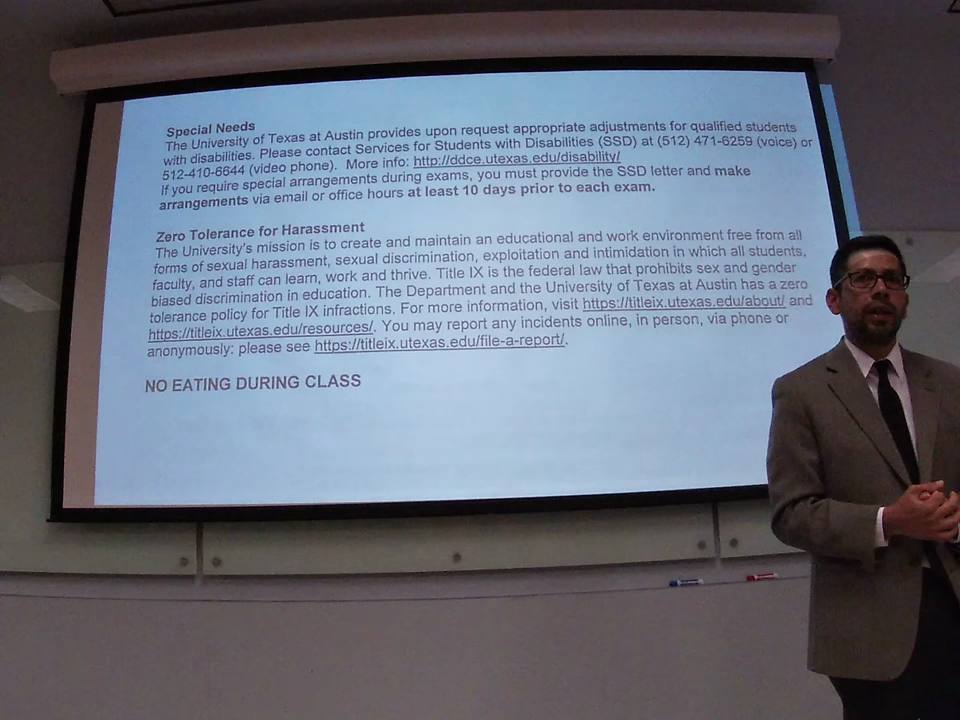 Special Needs
The University of Texas at Austin provides upon request appropriate adjustments for qualified students
with disabilities. Please contact Services for Students with Disabilities (SSD) at (512) 471-6259 (voice) or
512-410-6644 (video phone). More info: http://ddce.utexas.edu/disability/
If you require special arrangements during exams, you must provide the SSD letter and make
arrangements via email or office hours at least 10 days prior to each exam.
Zero Tolerance for Harassment
The University's mission is to create and maintain an educational and work environment free from all
forms of sexual harassment, sexual discrimination, exploitation and intimidation in which all students,
faculty, and staff can learn, work and thrive. Title IX is the federal law that prohibits sex and gender
biased discrimination in education. The Department and the University of Texas at Austin has a zero
tolerance policy for Title IX infractions. For more information, visit https://titleix.utexas.edu/about/ and
https://titleix.utexas.edu/resources/. You may report any incidents online, in person, via phone or
anonymously: please see https://titleix.utexas.edu/file-a-report/.
NO EATING DURING CLASS